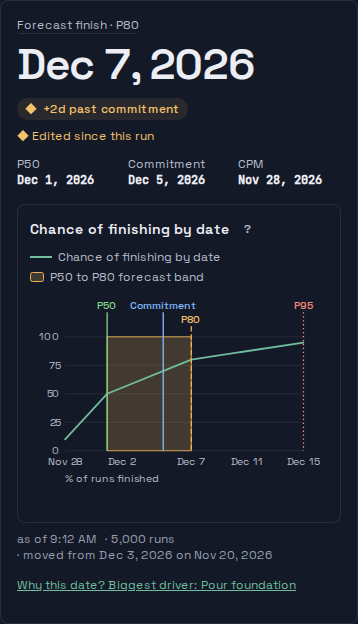 Forecast finish · P80
Dec 7, 2026
+2d past commitment
Edited since this run
P50 Commitment CPM
Dec 1, 2026 Dec 5, 2026 Nov 28, 2026
Chance of finishing by date ?
Chance of finishing by date
P50 to P80 forecast band
P50 Commitment P95
P80
100
75
50
25
0
Nov 28 Dec 2 Dec 7 Dec 11 Dec 15
% of runs finished
as of 9:12 AM · 5,000 runs
· moved from Dec 3, 2026 on Nov 20, 2026
Why this date? Biggest driver: Pour foundation